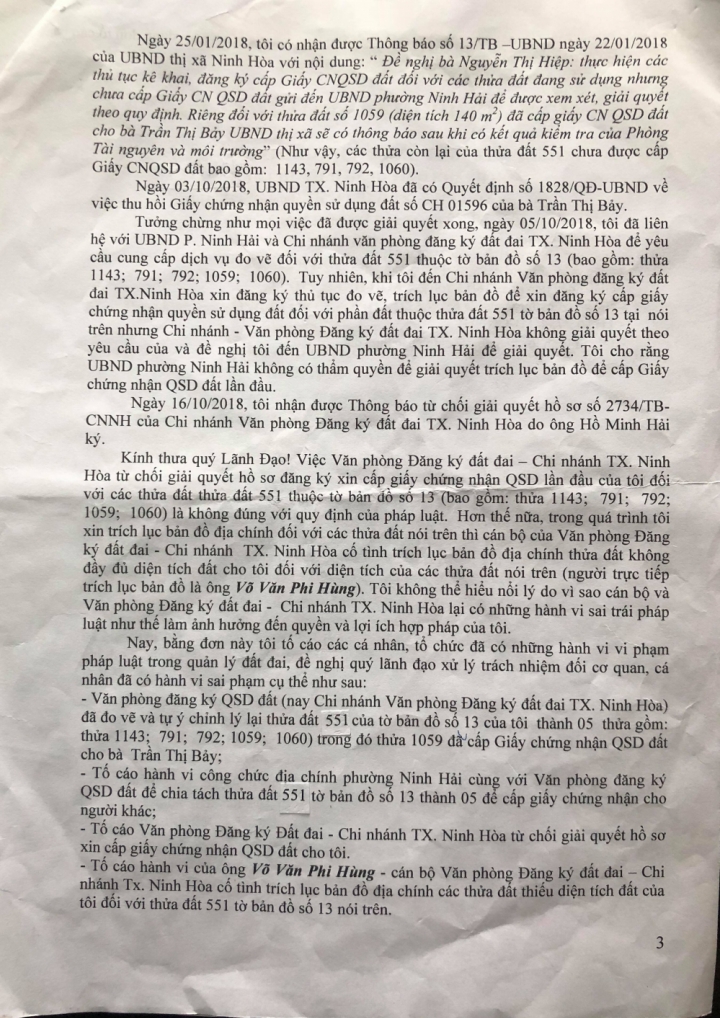 Ngày 25/01/2018, tôi có nhận được Thông báo số 13/TB –UBND ngày 22/01/2018
của UBND thị xã Ninh Hòa với nội dung: “ Đề nghị bà Nguyễn Thị Hiệp: thực hiện các
thủ tục kê khai, đăng ký cấp Giấy CNQSD đất đối với các thửa đất đang sử dụng nhưng
chưa cấp Giấy CN QSD đất gửi đến UBND phường Ninh Hải để được xem xét, giải quyết
theo quy định. Riêng đối với thửa đất số 1059 (diện tích 140 m²) đã cấp giấy CN QSD đất
cho bà Trần Thị Bảy UBND thị xã sẽ có thông báo sau khi có kết quả kiểm tra của Phòng
Tài nguyên và môi trường” (Như vậy, các thửa còn lại của thửa đất 551 chưa được cấp
Giấy CNQSD đất bao gồm: 1143, 791, 792, 1060).
Ngày 03/10/2018, UBND TX. Ninh Hòa đã có Quyết định số 1828/QĐ-UBND về
việc thu hồi Giấy chứng nhận quyền sử dụng đất số CH 01596 của bà Trần Thị Bảy.
Tưởng chừng như mọi việc đã được giải quyết xong, ngày 05/10/2018, tôi đã liên
hệ với UBND P. Ninh Hải và Chi nhánh văn phòng đăng ký đất đai TX. Ninh Hòa để yêu
cầu cung cấp dịch vụ đo vẽ đối với thửa đất 551 thuộc tờ bản đồ số 13 (bao gồm: thửa
1143; 791; 792; 1059; 1060). Tuy nhiên, khi tôi đến Chi nhánh Văn phòng đăng ký đất
đai TX.Ninh Hòa xin đăng ký thủ tục đo vẽ, trích lục bản đồ để xin đăng ký cấp giấy
chứng nhận quyền sử dụng đất đối với phần đất thuộc thửa đất 551 tờ bản đồ số 13 tại nói
trên nhưng Chi nhánh - Văn phòng Đăng ký đất đai TX. Ninh Hòa không giải quyết theo
yêu cầu của và đề nghị tôi đến UBND phường Ninh Hải để giải quyết. Tôi cho rằng
UBND phường Ninh Hải không có thẩm quyền để giải quyết trích lục bản đồ để cấp Giấy
chứng nhận QSD đất lần đầu.
Ngày 16/10/2018, tôi nhận được Thông báo từ chối giải quyết hồ sơ số 2734/TB-
CNNH của Chi nhánh Văn phòng Đăng ký đất đai TX. Ninh Hòa do ông Hồ Minh Hải
ký.
Kính thưa quý Lãnh Đạo! Việc Văn phòng Đăng ký đất đai – Chi nhánh TX. Ninh
Hòa từ chối giải quyết hồ sơ đăng ký xin cấp giấy chứng nhận QSD lần đầu của tôi đối
với các thửa đất thửa đất 551 thuộc tờ bản đồ số 13 (bao gồm: thửa 1143; 791; 792;
1059; 1060) là không đúng với quy định của pháp luật. Hơn thế nữa, trong quá trình tôi
xin trích lục bản đồ địa chính đối với các thửa đất nói trên thì cán bộ của Văn phòng Đăng
ký đất đai - Chi nhánh TX. Ninh Hòa cố tình trích lục bản đồ địa chính thửa đất không
đầy đủ diện tích đất cho tôi đối với diện tích của các thửa đất nói trên (người trực tiếp
trích lục bản đồ là ông Võ Văn Phi Hùng). Tôi không thể hiểu nổi lý do vì sao cán bộ và
Văn phòng Đăng ký đất đai - Chi nhánh TX. Ninh Hòa lại có những hành vi sai trái pháp
luật như thế làm ảnh hưởng đến quyền và lợi ích hợp pháp của tôi.
Nay, bằng đơn này tôi tố cáo các cá nhân, tổ chức đã có những hành vi vi phạm
pháp luật trong quản lý đất đai, đề nghị quý lãnh đạo xử lý trách nhiệm đối cơ quan, cá
nhân đã có hành vi sai phạm cụ thể như sau:
- Văn phòng đăng ký QSD đất (nay Chi nhánh Văn phòng Đăng ký đất đai TX. Ninh Hòa)
đã đo vẽ và tự ý chỉnh lý lại thửa đất 551 của tờ bản đồ số 13 của tôi thành 05 thửa gồm:
thửa 1143; 791; 792; 1059; 1060) trong đó thửa 1059 đã cấp Giấy chứng nhận QSD đất
cho bà Trần Thị Bảy;
- Tố cáo hành vi công chức địa chính phường Ninh Hải cùng với Văn phòng đăng ký
QSD đất để chia tách thửa đất 551 tờ bản đồ số 13 thành 05 để cấp giấy chứng nhận cho
người khác;
- Tố cáo Văn phòng Đăng ký Đất đai - Chi nhánh TX. Ninh Hòa từ chối giải quyết hồ sơ
xin cấp giấy chứng nhận QSD đất cho tôi.
- Tố cáo hành vi của ông Võ Văn Phi Hùng - cán bộ Văn phòng Đăng ký đất đai – Chi
nhánh Tx. Ninh Hòa cố tình trích lục bản đồ địa chính các thửa đất thiếu diện tích đất của
tôi đối với thửa đất 551 tờ bản đồ số 13 nói trên.
3